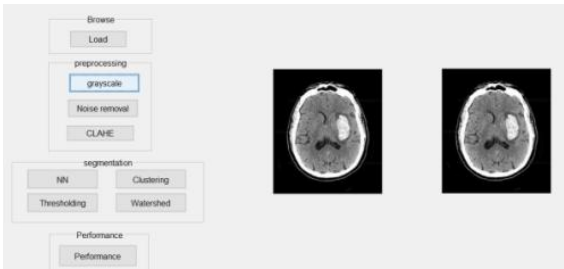 Browse
Load
preprocessing
grayscale
Noise removal
CLAHE
segmentation
NN
Clustering
Thresholding
Watershed
Performance
Performance